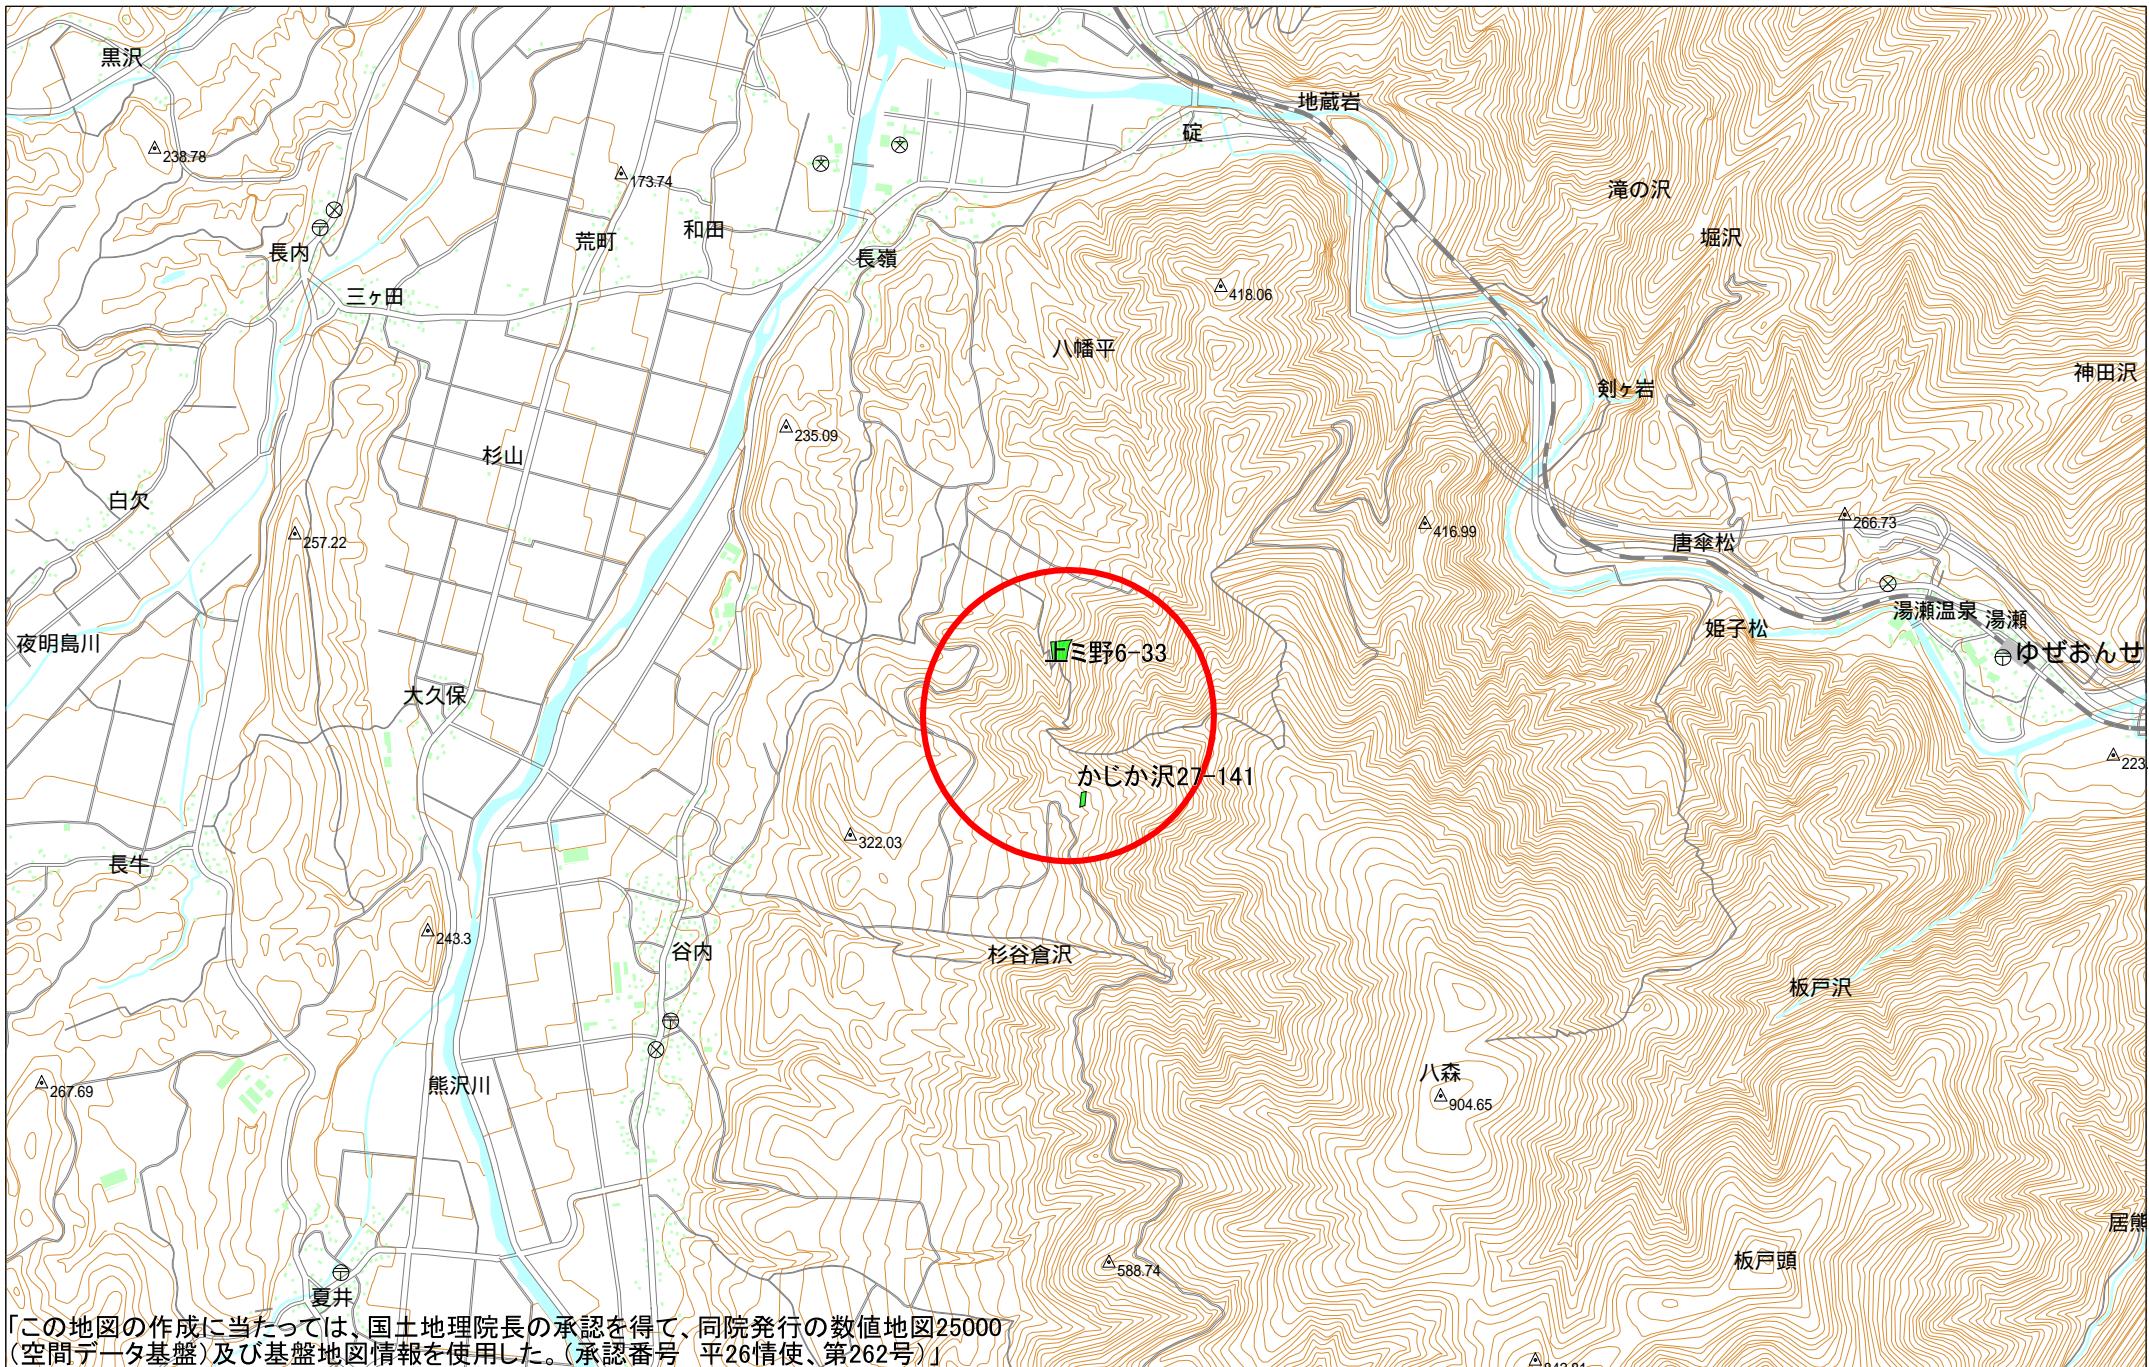 黒沢
地蔵岩
碇
238.78
173.74
滝の沢
和田
堀沢
荒町
長内
長嶺
三ヶ田
418.06
八幡平
神田沢
剣ヶ岩
235.09
杉山
白欠
266.73
416.99
257.22
唐傘松
湯瀬温泉
湯瀬
姫子松
夜明島川
上ミ野6-33
ゆぜおんせ
大久保
223.
かじか沢27-141
322.03
長牛
243.3
谷内
杉谷倉沢
板戸沢
八森
熊沢川
267.69
904.65
居熊
板戸頭
588.74
夏井
「この地図の作成に当たっては、国土地理院長の承認を得て、同院発行の数値地図25000
(空間データ基盤)及び基盤地図情報を使用した。(承認番号　平26情使、第262号)」